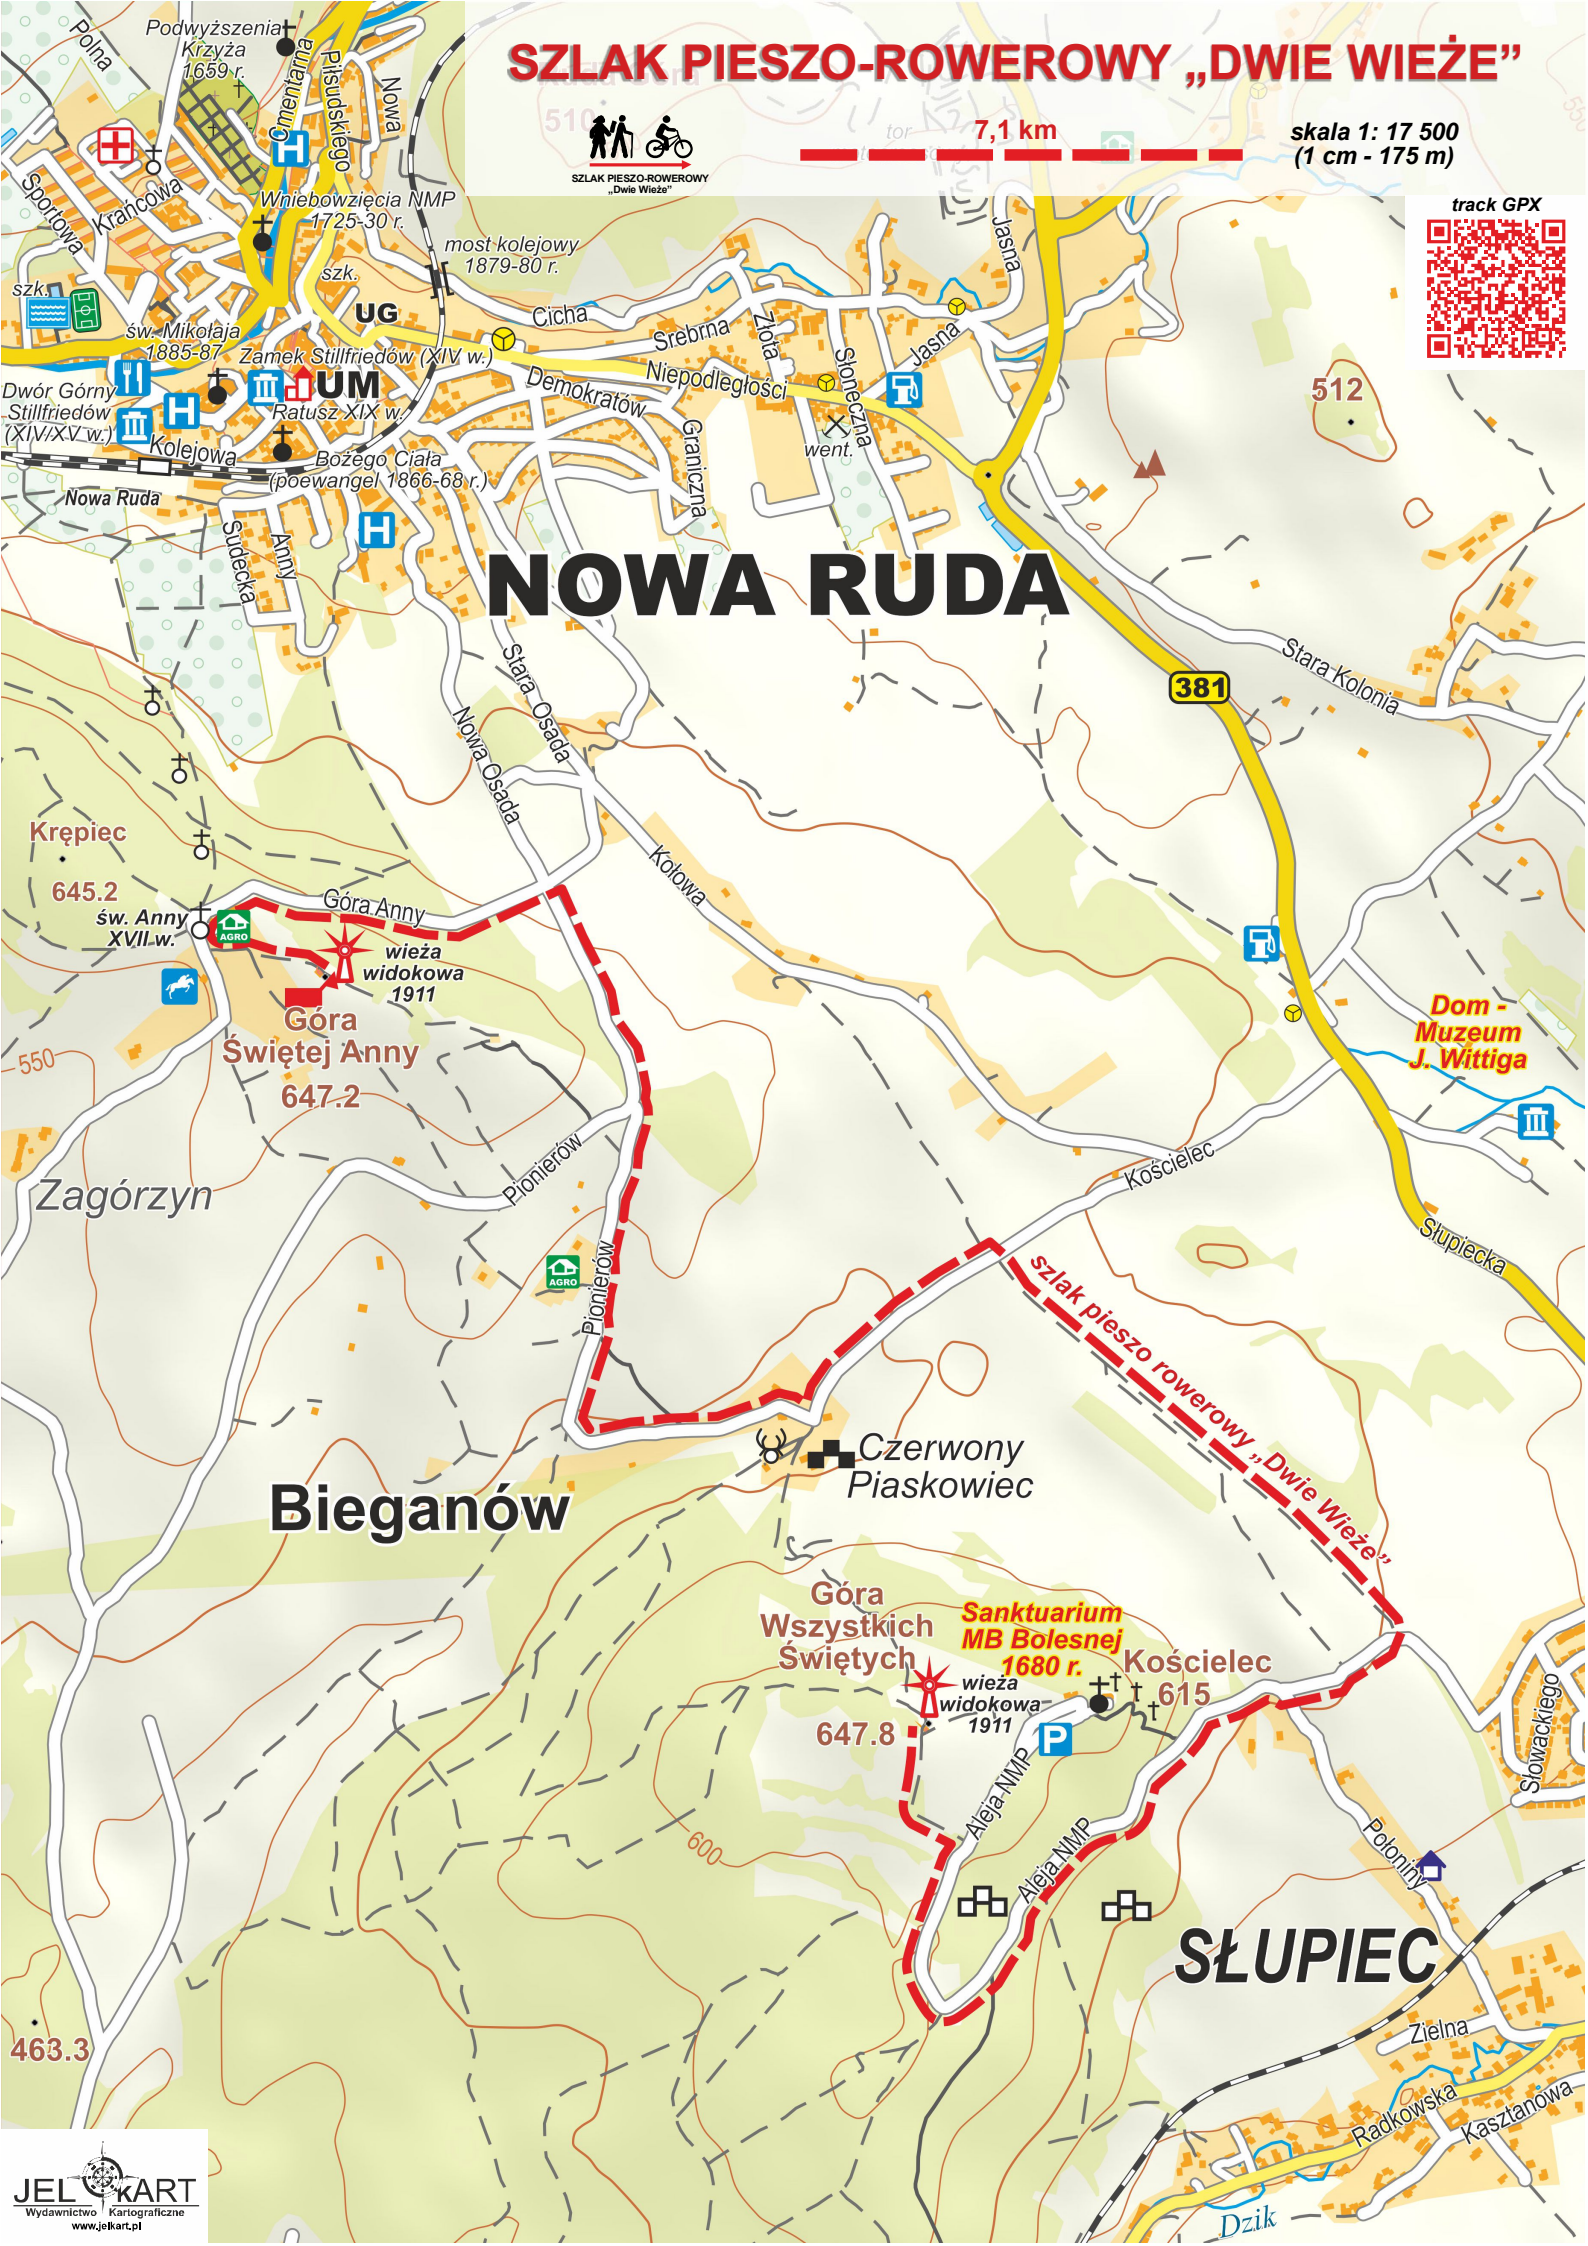 SZLAK PIESZO-ROWEROWY „DWIE WIEŻE”
7,1 km
skala 1: 17 500
(1 cm - 175 m)
SZLAK PIESZO-ROWEROWY
„Dwie Wieże”
510
tor
track GPX
Polna
Podwyższenia
Krzyża
1659 r.
Cmentarna
Piłsudskiego
Nowa
H
Sportowa
Krańcowa
Wniebowzięcia NMP
1725-30 r.
most kolejowy
1879-80 r.
Jasna
szk.
szk.
UG
Cicha
Srebrna
Złota
Słoneczna
Jasna
św. Mikołaja
1885-87
Zamek Stillfriedów (XIV w.)
Niepodległości
Demokratów
Dwór Górny
Stillfriedów
(XIV/XV w.)
H
UM
Ratusz XIX w.
Graniczna
went.
512
Kolejowa
Bożego Ciała
(poewangel 1866-68 r.)
Nowa Ruda
Sudecka
Anny
H
NOWA RUDA
Stara Osada
Stara Kolonia
381
Nowa Osada
Krępiec
645.2
Kołowa
Góra Anny
św. Anny
XVII w.
AGRO
wieża
widokowa
1911
Góra
Świętej Anny
647.2
550
Dom -
Muzeum
J. Wittiga
Zagórzyn
Pionierów
Kościelec
Słupiecka
AGRO
Pionierów
szlak pieszo rowerowy „Dwie Wieże”
Czerwony
Piaskowiec
Bieganów
Góra
Wszystkich
Świętych
647.8
Sanktuarium
MB Bolesnej
1680 r.
wieża
widokowa
1911
Kościelec
615
P
Słowackiego
Aleja NMP
Aleja NMP
600
Połoniny
SŁUPIEC
463.3
Zielna
Radkowska
Kasztanowa
Dzik
JEL KART
Wydawnictwo Kartograficzne
www.jelkart.pl